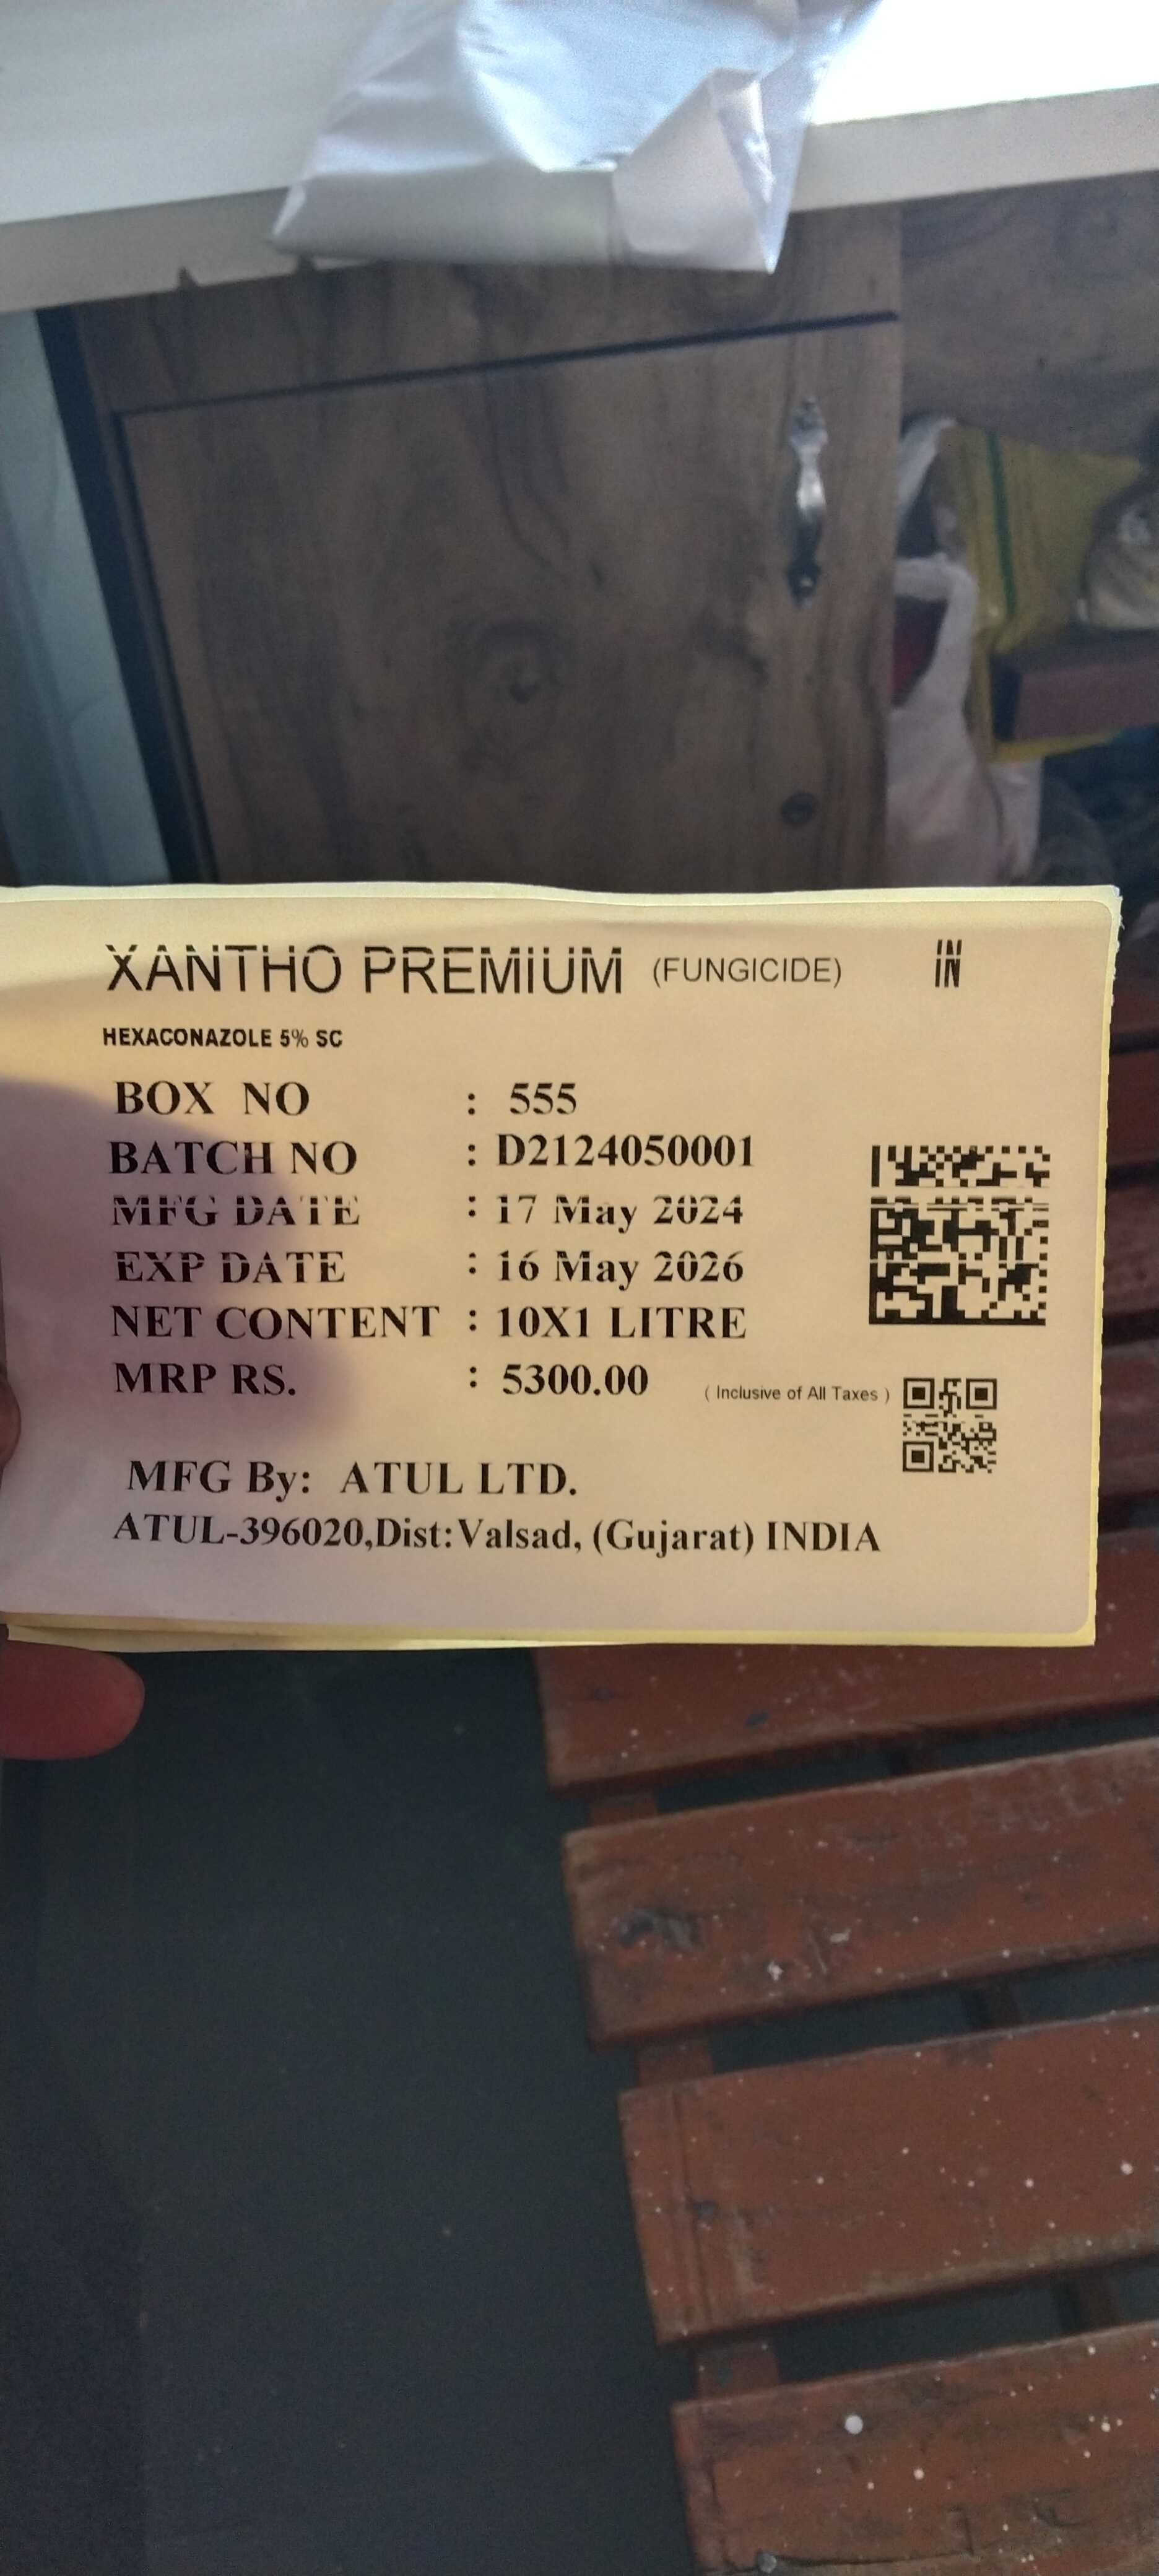 XANTHO PREMIUM (FUNGICIDE) IN
HEXACONAZOLE 5% SC
BOX NO : 555
BATCH NO : D2124050001
MFG DATE : 17 May 2024
EXP DATE : 16 May 2026
NET CONTENT : 10X1 LITRE
MRP RS. : 5300.00 ( Inclusive of All Taxes )
MFG By: ATUL LTD.
ATUL-396020,Dist:Valsad, (Gujarat) INDIA